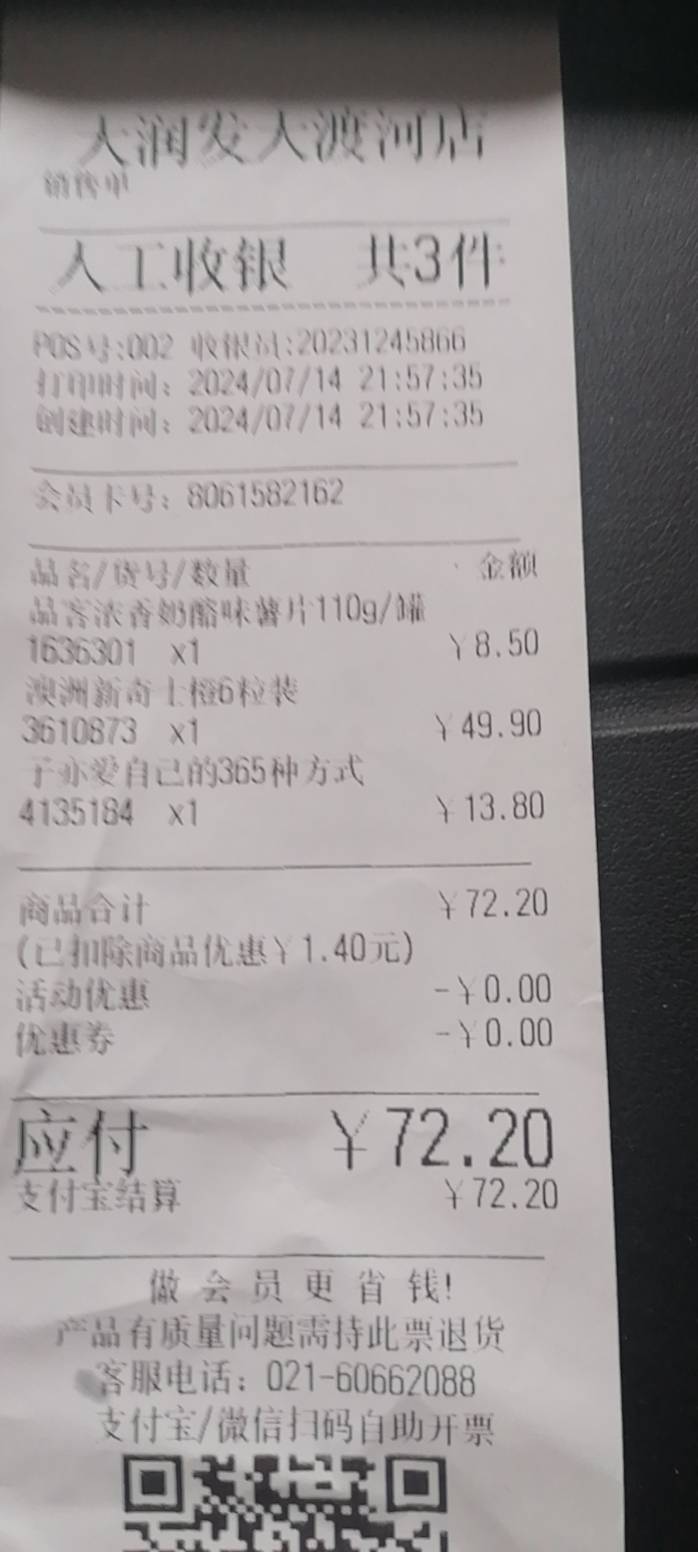 大润发大渡河店
销售单
人工收银 共3件
POS号:002 收银员:20231245866
打印时间: 2024/07/14 21:57:35
创建时间: 2024/07/14 21:57:35
会员卡号: 8061582162
品名/货号/数量 金额
品客浓香奶酪味薯片110g/罐
1636301 x1 ¥8.50
澳洲新奇士橙6粒装
3610873 x1 ¥49.90
子亦爱自己的365种方式
4135184 x1 ¥13.80
商品合计 ¥72.20
(已扣除商品优惠¥1.40元)
活动优惠 -¥0.00
优惠券 -¥0.00
应付 ¥72.20
支付宝结算 ¥72.20
做会员更省钱!
产品有质量问题需持此票退货
客服电话: 021-60662088
支付宝/微信扫码自助开票